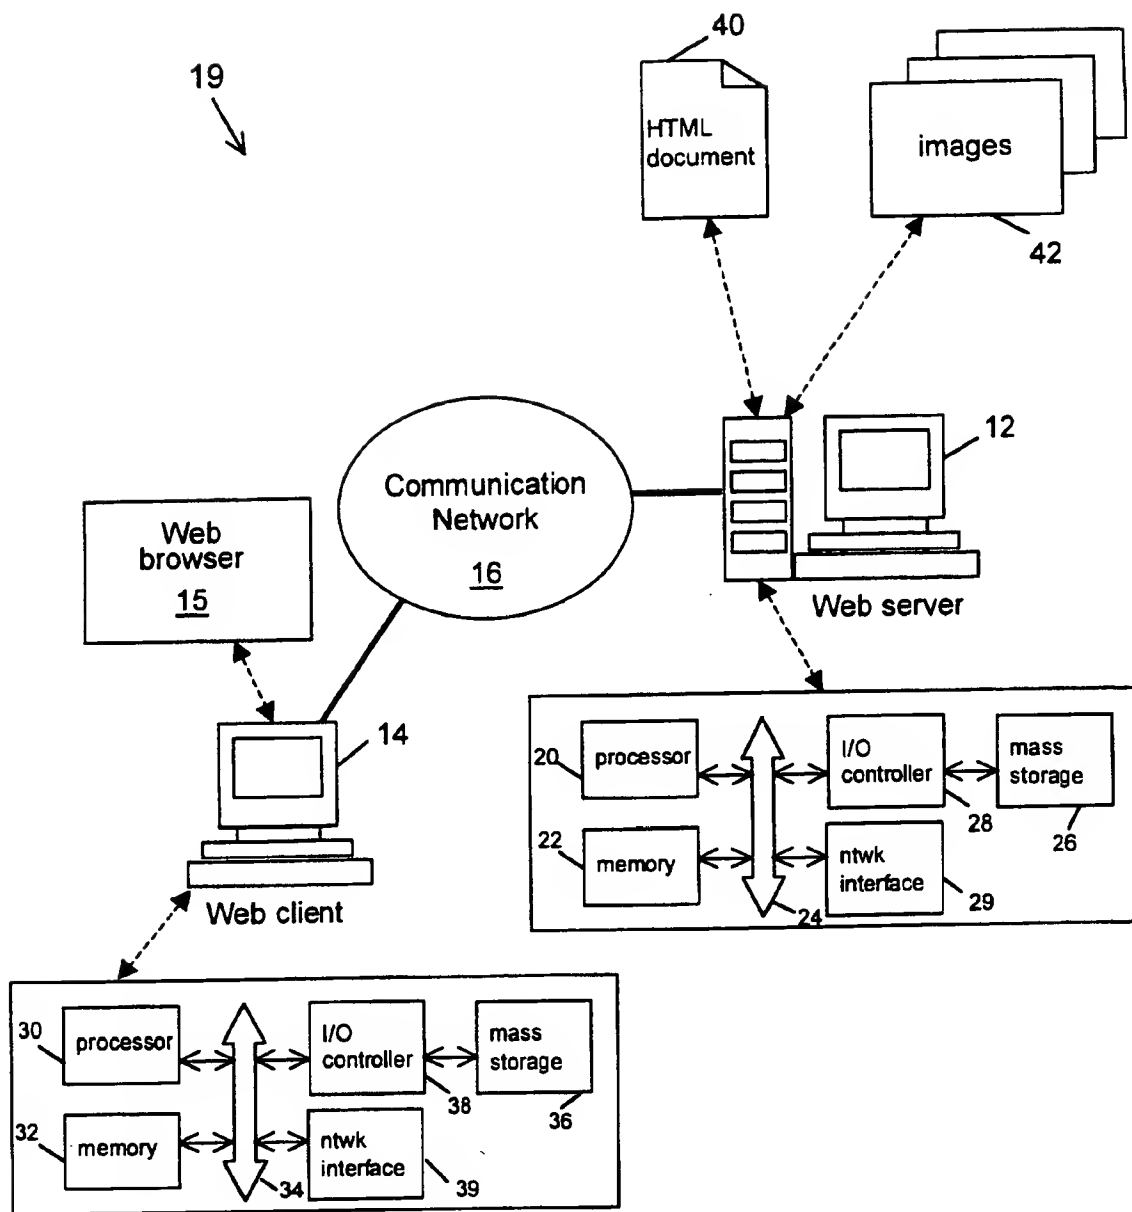 40
19
HTML
document
images
42
12
Communication
Network
16
Web
browser
15
Web server
14
20
processor
I/O
controller
28
mass
storage
26
22
memory
24
ntwk
interface
29
Web client
30
processor
I/O
controller
38
mass
storage
36
32
memory
34
ntwk
interface
39